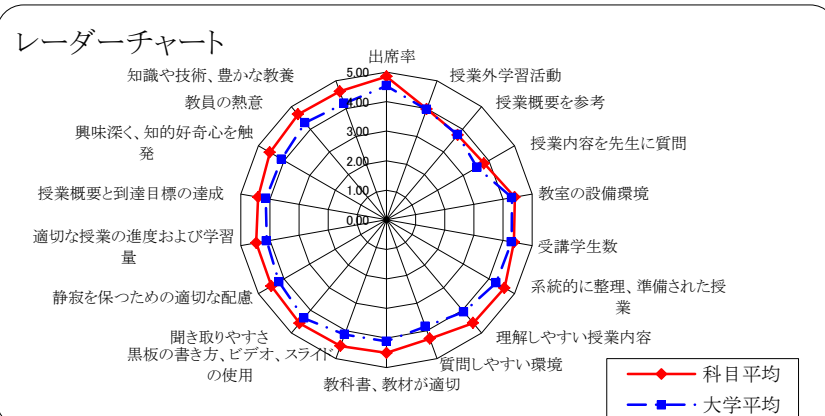 レーダーチャート
出席率
授業外学習活動
授業概要を参考
授業内容を先生に質問
教室の設備環境
受講学生数
系統的に整理、準備された授
業
理解しやすい授業内容
質問しやすい環境
教科書、教材が適切
黒板の書き方、ビデオ、スライド
の使用
聞き取りやすさ
静寂を保つための適切な配慮
適切な授業の進度および学習
量
授業概要と到達目標の達成
興味深く、知的好奇心を触
発
教員の熱意
知識や技術、豊かな教養
5.00
4.00
3.00
2.00
1.00
0.00
科目平均
大学平均